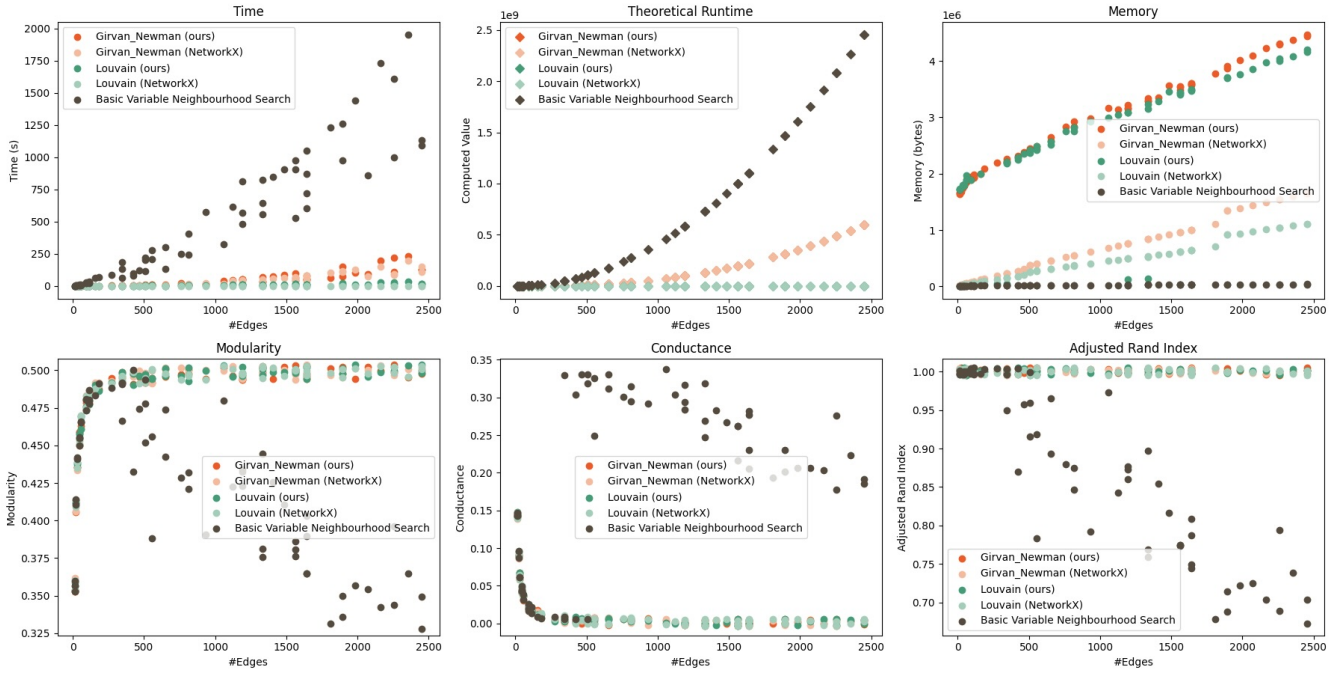 Time
Time (s)
2000
1750
1500
1250
1000
750
500
250
0
Girvan_Newman (ours)
Girvan_Newman (NetworkX)
Louvain (ours)
Louvain (NetworkX)
Basic Variable Neighbourhood Search
0 500 1000 1500 2000 2500
#Edges
Theoretical Runtime
1e9
Computed Value
2.5
2.0
1.5
1.0
0.5
0.0
Girvan_Newman (ours)
Girvan_Newman (NetworkX)
Louvain (ours)
Louvain (NetworkX)
Basic Variable Neighbourhood Search
0 500 1000 1500 2000 2500
#Edges
Memory
1e6
Memory (bytes)
4
3
2
1
0
Girvan_Newman (ours)
Girvan_Newman (NetworkX)
Louvain (ours)
Louvain (NetworkX)
Basic Variable Neighbourhood Search
0 500 1000 1500 2000 2500
#Edges
Modularity
Modularity
0.500
0.475
0.450
0.425
0.400
0.375
0.350
0.325
Girvan_Newman (ours)
Girvan_Newman (NetworkX)
Louvain (ours)
Louvain (NetworkX)
Basic Variable Neighbourhood Search
0 500 1000 1500 2000 2500
#Edges
Conductance
Conductance
0.35
0.30
0.25
0.20
0.15
0.10
0.05
0.00
Girvan_Newman (ours)
Girvan_Newman (NetworkX)
Louvain (ours)
Louvain (NetworkX)
Basic Variable Neighbourhood Search
0 500 1000 1500 2000 2500
#Edges
Adjusted Rand Index
Adjusted Rand Index
1.00
0.95
0.90
0.85
0.80
0.75
0.70
Girvan_Newman (ours)
Girvan_Newman (NetworkX)
Louvain (ours)
Louvain (NetworkX)
Basic Variable Neighbourhood Search
0 500 1000 1500 2000 2500
#Edges